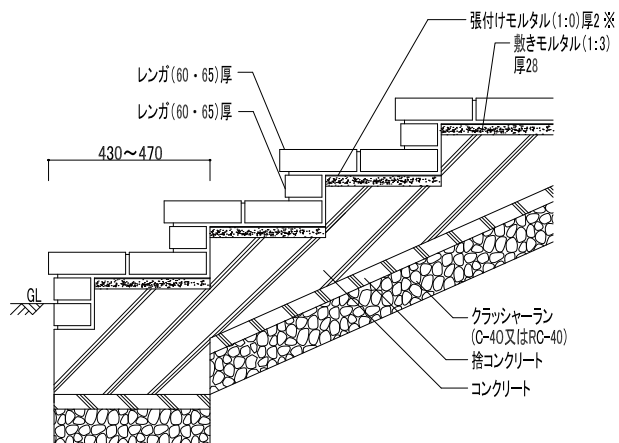 張付けモルタル(1:0)厚2 ※
敷きモルタル(1:3)
厚28
レンガ(60・65)厚
レンガ(60・65)厚
430～470
GL
クラッシャーラン
(C-40又はRC-40)
捨コンクリート
コンクリート